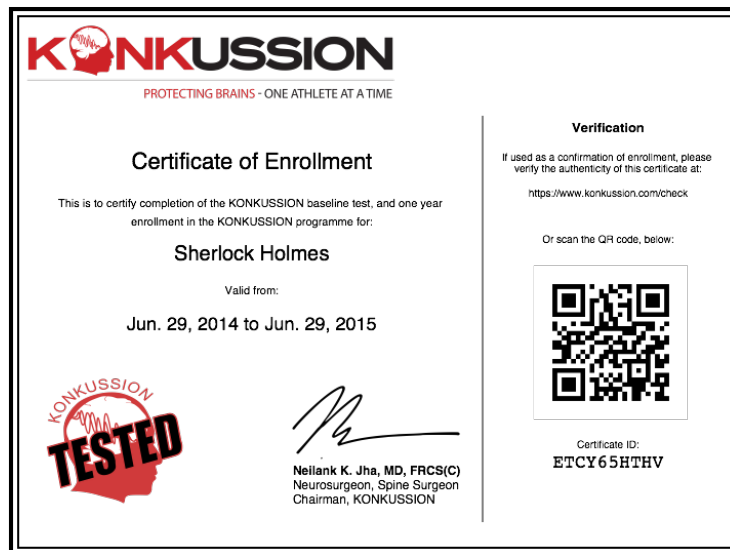 KONKUSSION
PROTECTING BRAINS - ONE ATHLETE AT A TIME
Certificate of Enrollment
This is to certify completion of the KONKUSSION baseline test, and one year
enrollment in the KONKUSSION programme for:
Sherlock Holmes
Valid from:
Jun. 29, 2014 to Jun. 29, 2015
KONKUSSION
TESTED
Neilank K. Jha, MD, FRCS(C)
Neurosurgeon, Spine Surgeon
Chairman, KONKUSSION
Verification
If used as a confirmation of enrollment, please
verify the authenticity of this certificate at:
https://www.konkussion.com/check
Or scan the QR code, below:
Certificate ID:
ETCY65HTHV